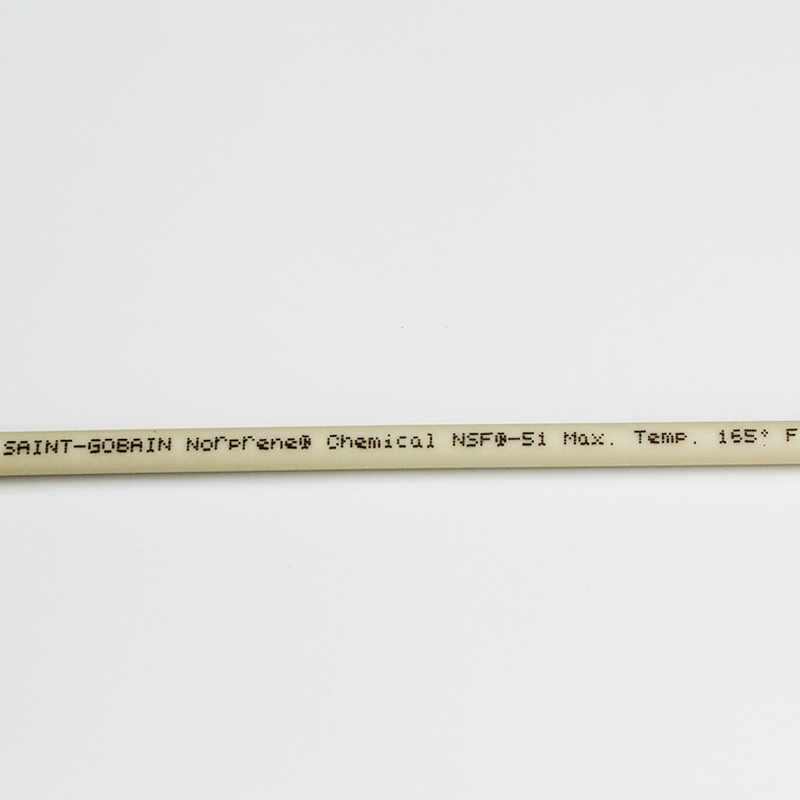 SAINT-GOBAIN Norprene® Chemical NSF®-51 Max. Temp. 165° F